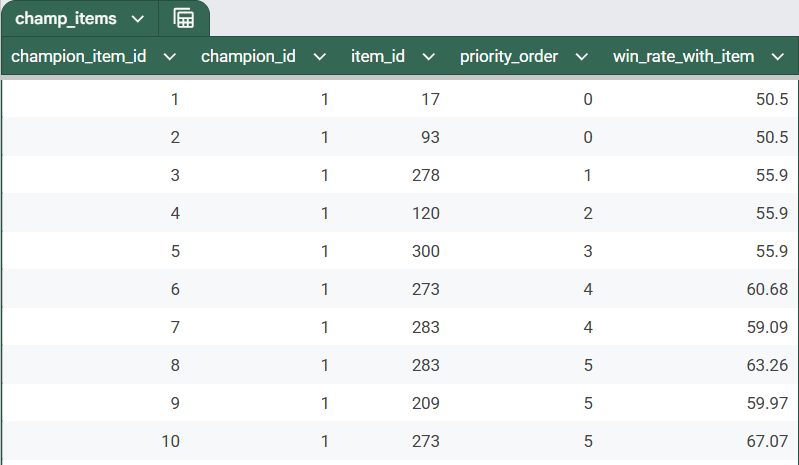 champ_items
champion_item_id champion_id item_id priority_order win_rate_with_item
1 1 17 0 50.5
2 1 93 0 50.5
3 1 278 1 55.9
4 1 120 2 55.9
5 1 300 3 55.9
6 1 273 4 60.68
7 1 283 4 59.09
8 1 283 5 63.26
9 1 209 5 59.97
10 1 273 5 67.07